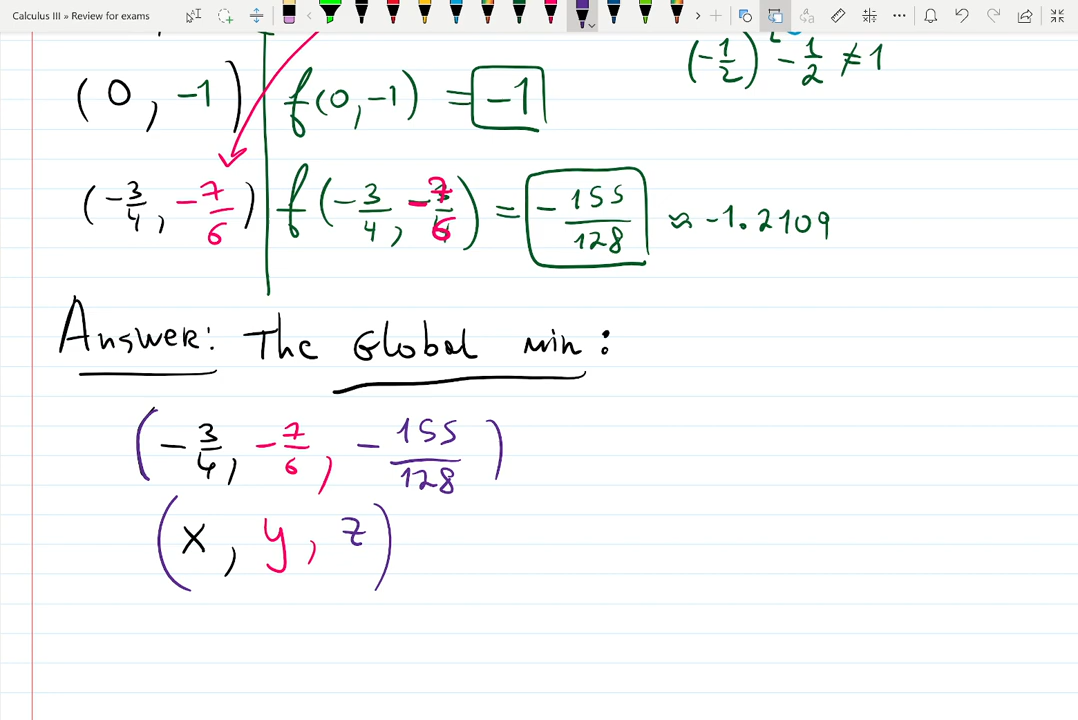 Calculus III » Review for exams
(-1/2)² - 1/2 ≠ 1
(0, -1) f(0, -1) = -1
(-3/4, -7/6) f(-3/4, -7/6) = -155/128 ≈ -1.2109
Answer: The Global min:
(-3/4, -7/6, -155/128)
(x, y, z)